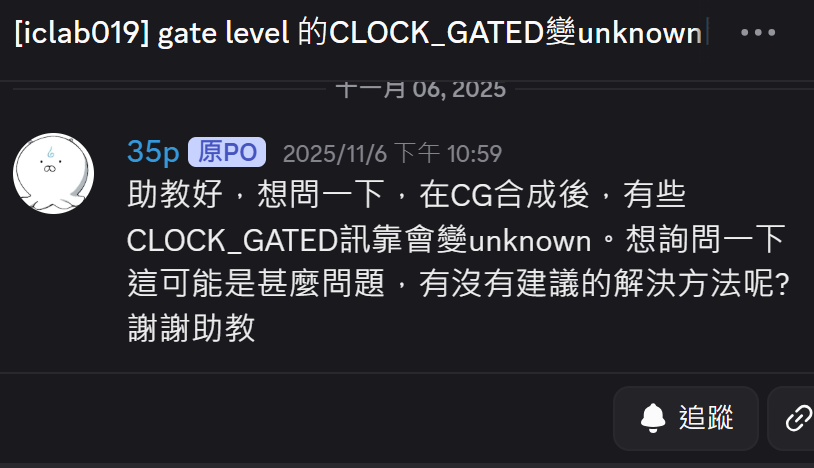 [iclab019] gate level 的CLOCK_GATED變unknown
十一月 06, 2025
35p 原PO 2025/11/6 下午 10:59
助教好，想問一下，在CG合成後，有些
CLOCK_GATED訊靠會變unknown。想詢問一下
這可能是甚麼問題，有沒有建議的解決方法呢?
謝謝助教
追蹤